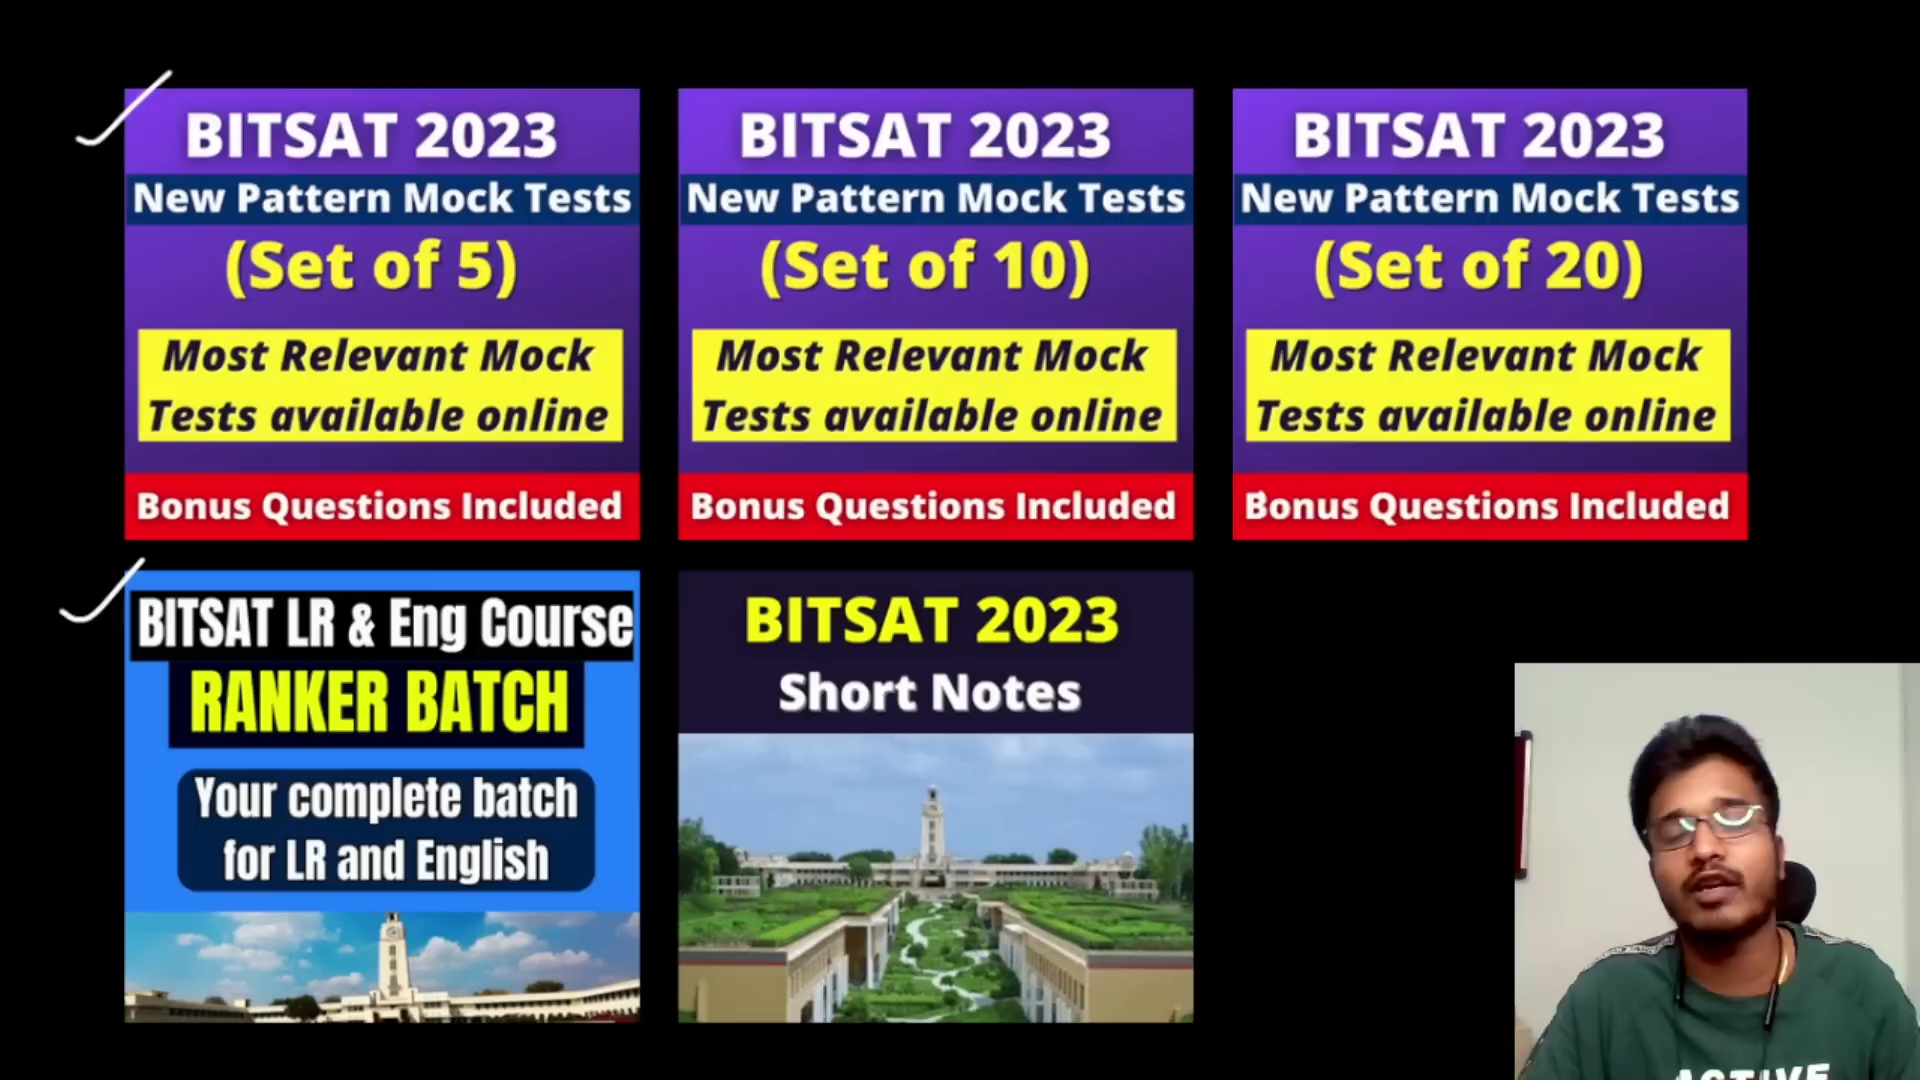 BITSAT 2023
New Pattern Mock Tests
(Set of 5)
Most Relevant Mock
Tests available online
Bonus Questions Included
BITSAT 2023
New Pattern Mock Tests
(Set of 10)
Most Relevant Mock
Tests available online
Bonus Questions Included
BITSAT 2023
New Pattern Mock Tests
(Set of 20)
Most Relevant Mock
Tests available online
Bonus Questions Included
BITSAT LR & Eng Course
RANKER BATCH
Your complete batch
for LR and English
BITSAT 2023
Short Notes
ACTIVE